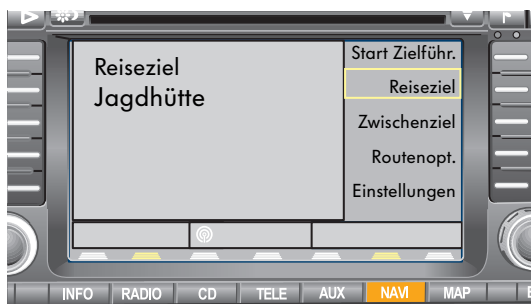 Reiseziel
Jagdhütte
Start Zielführ.
Reiseziel
Zwischenziel
Routenopt.
Einstellungen
INFO RADIO CD TELE AUX NAVI MAP